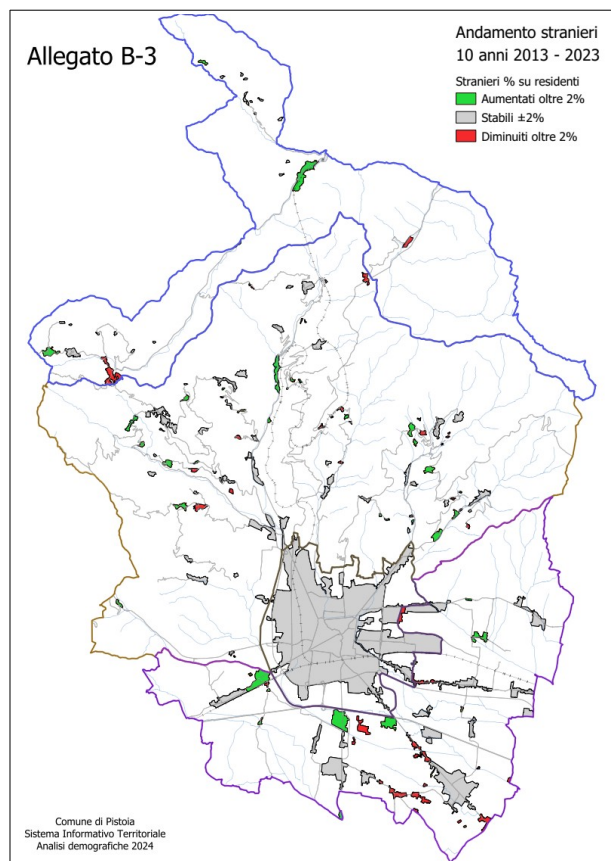 Allegato B-3
Andamento stranieri
10 anni 2013 - 2023
Stranieri % su residenti
Aumentati oltre 2%
Stabili ±2%
Diminuiti oltre 2%
Comune di Pistoia
Sistema Informativo Territoriale
Analisi demografiche 2024